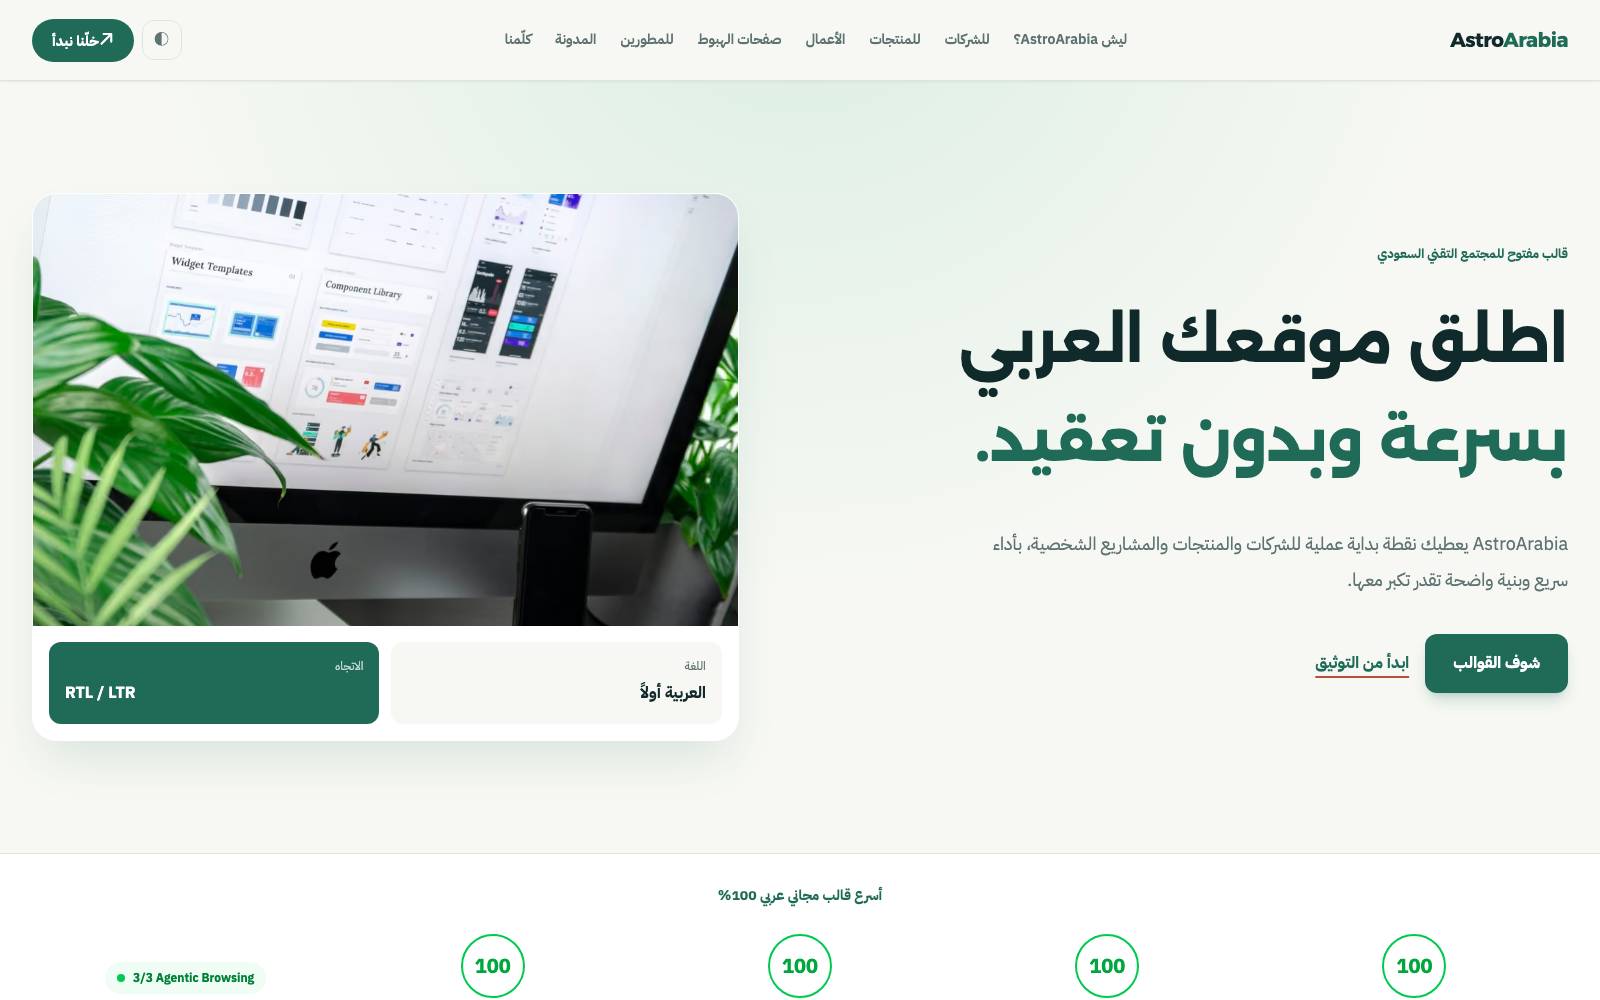 AstroArabia
ليش AstroArabia؟
للشركات
للمنتجات
الأعمال
صفحات الهبوط
للمطورين
المدونة
كلّمنا
خلّنا نبدأ
قالب مفتوح للمجتمع التقني السعودي
اطلق موقعك العربي
بسرعة وبدون تعقيد.
AstroArabia يعطيك نقطة بداية عملية للشركات والمنتجات والمشاريع الشخصية، بأداء
سريع وبنية واضحة تقدر تكبر معها.
شوف القوالب
ابدأ من التوثيق
Widget Templates
Component Library
اللغة
العربية أولاً
الاتجاه
RTL / LTR
أسرع قالب مجاني عربي 100%
100
100
100
100
3/3 Agentic Browsing